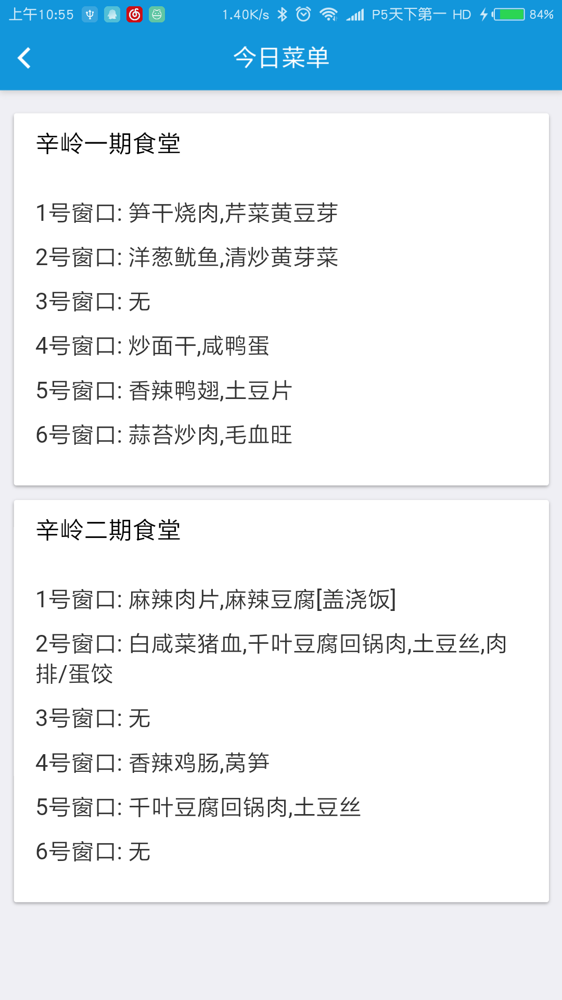 上午10:55 1.40K/s P5天下第一 HD 84%
今日菜单
辛岭一期食堂
1号窗口: 笋干烧肉,芹菜黄豆芽
2号窗口: 洋葱鱿鱼,清炒黄芽菜
3号窗口: 无
4号窗口: 炒面干,咸鸭蛋
5号窗口: 香辣鸭翅,土豆片
6号窗口: 蒜苔炒肉,毛血旺
辛岭二期食堂
1号窗口: 麻辣肉片,麻辣豆腐[盖浇饭]
2号窗口: 白咸菜猪血,千叶豆腐回锅肉,土豆丝,肉
排/蛋饺
3号窗口: 无
4号窗口: 香辣鸡肠,莴笋
5号窗口: 千叶豆腐回锅肉,土豆丝
6号窗口: 无